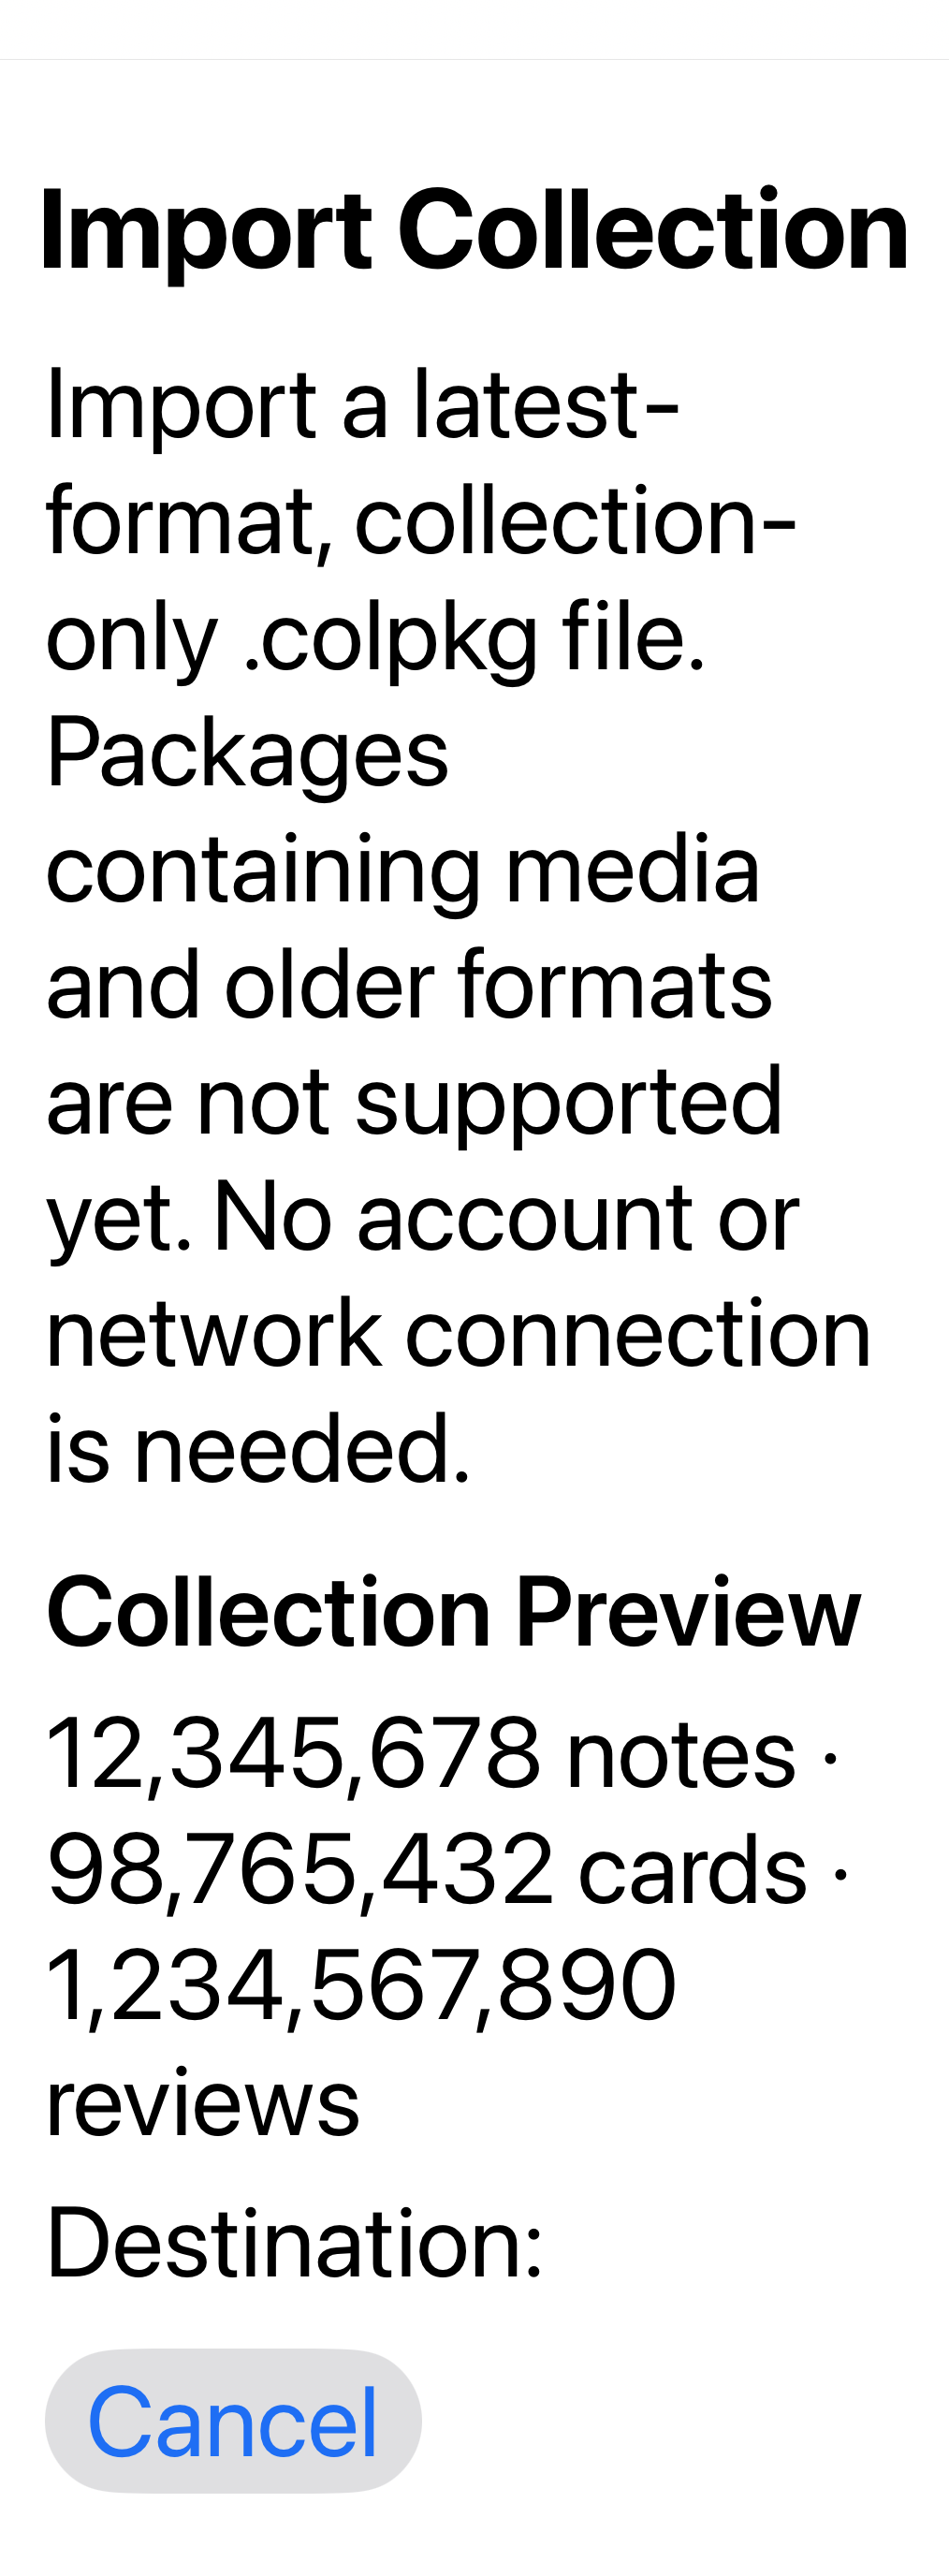 Import Collection
Import a latest-
format, collection-
only .colpkg file.
Packages
containing media
and older formats
are not supported
yet. No account or
network connection
is needed.
Collection Preview
12,345,678 notes ·
98,765,432 cards ·
1,234,567,890
reviews
Destination:
Cancel